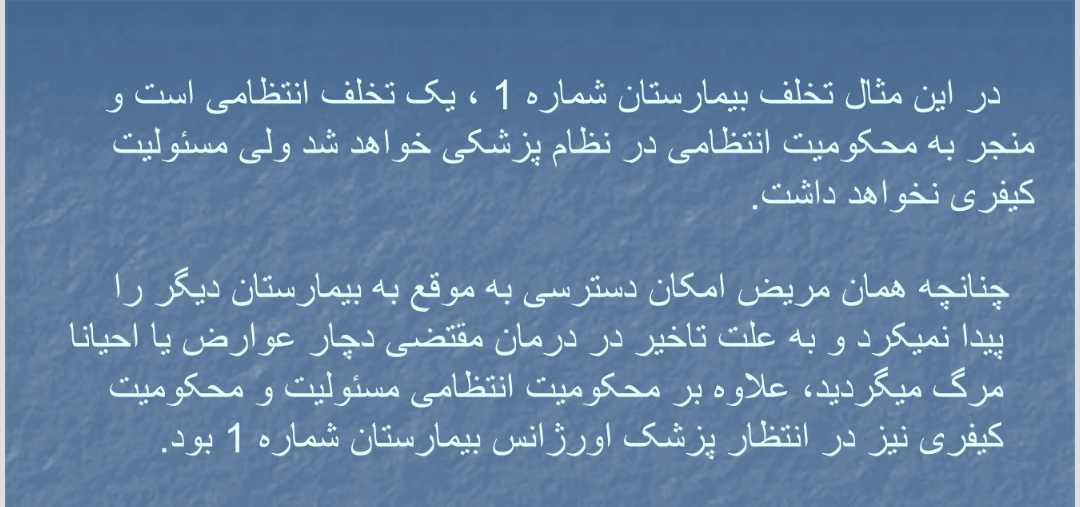 در این مثال تخلف بیمارستان شماره 1 ، یک تخلف انتظامی است و
منجر به محکومیت انتظامی در نظام پزشکی خواهد شد ولی مسئولیت
کیفری نخواهد داشت.
چنانچه همان مریض امکان دسترسی به موقع به بیمارستان دیگر را
پیدا نمیکرد و به علت تاخیر در درمان مقتضی دچار عوارض یا احیانا
مرگ میگردید، علاوه بر محکومیت انتظامی مسئولیت و محکومیت
کیفری نیز در انتظار پزشک اورژانس بیمارستان شماره 1 بود.